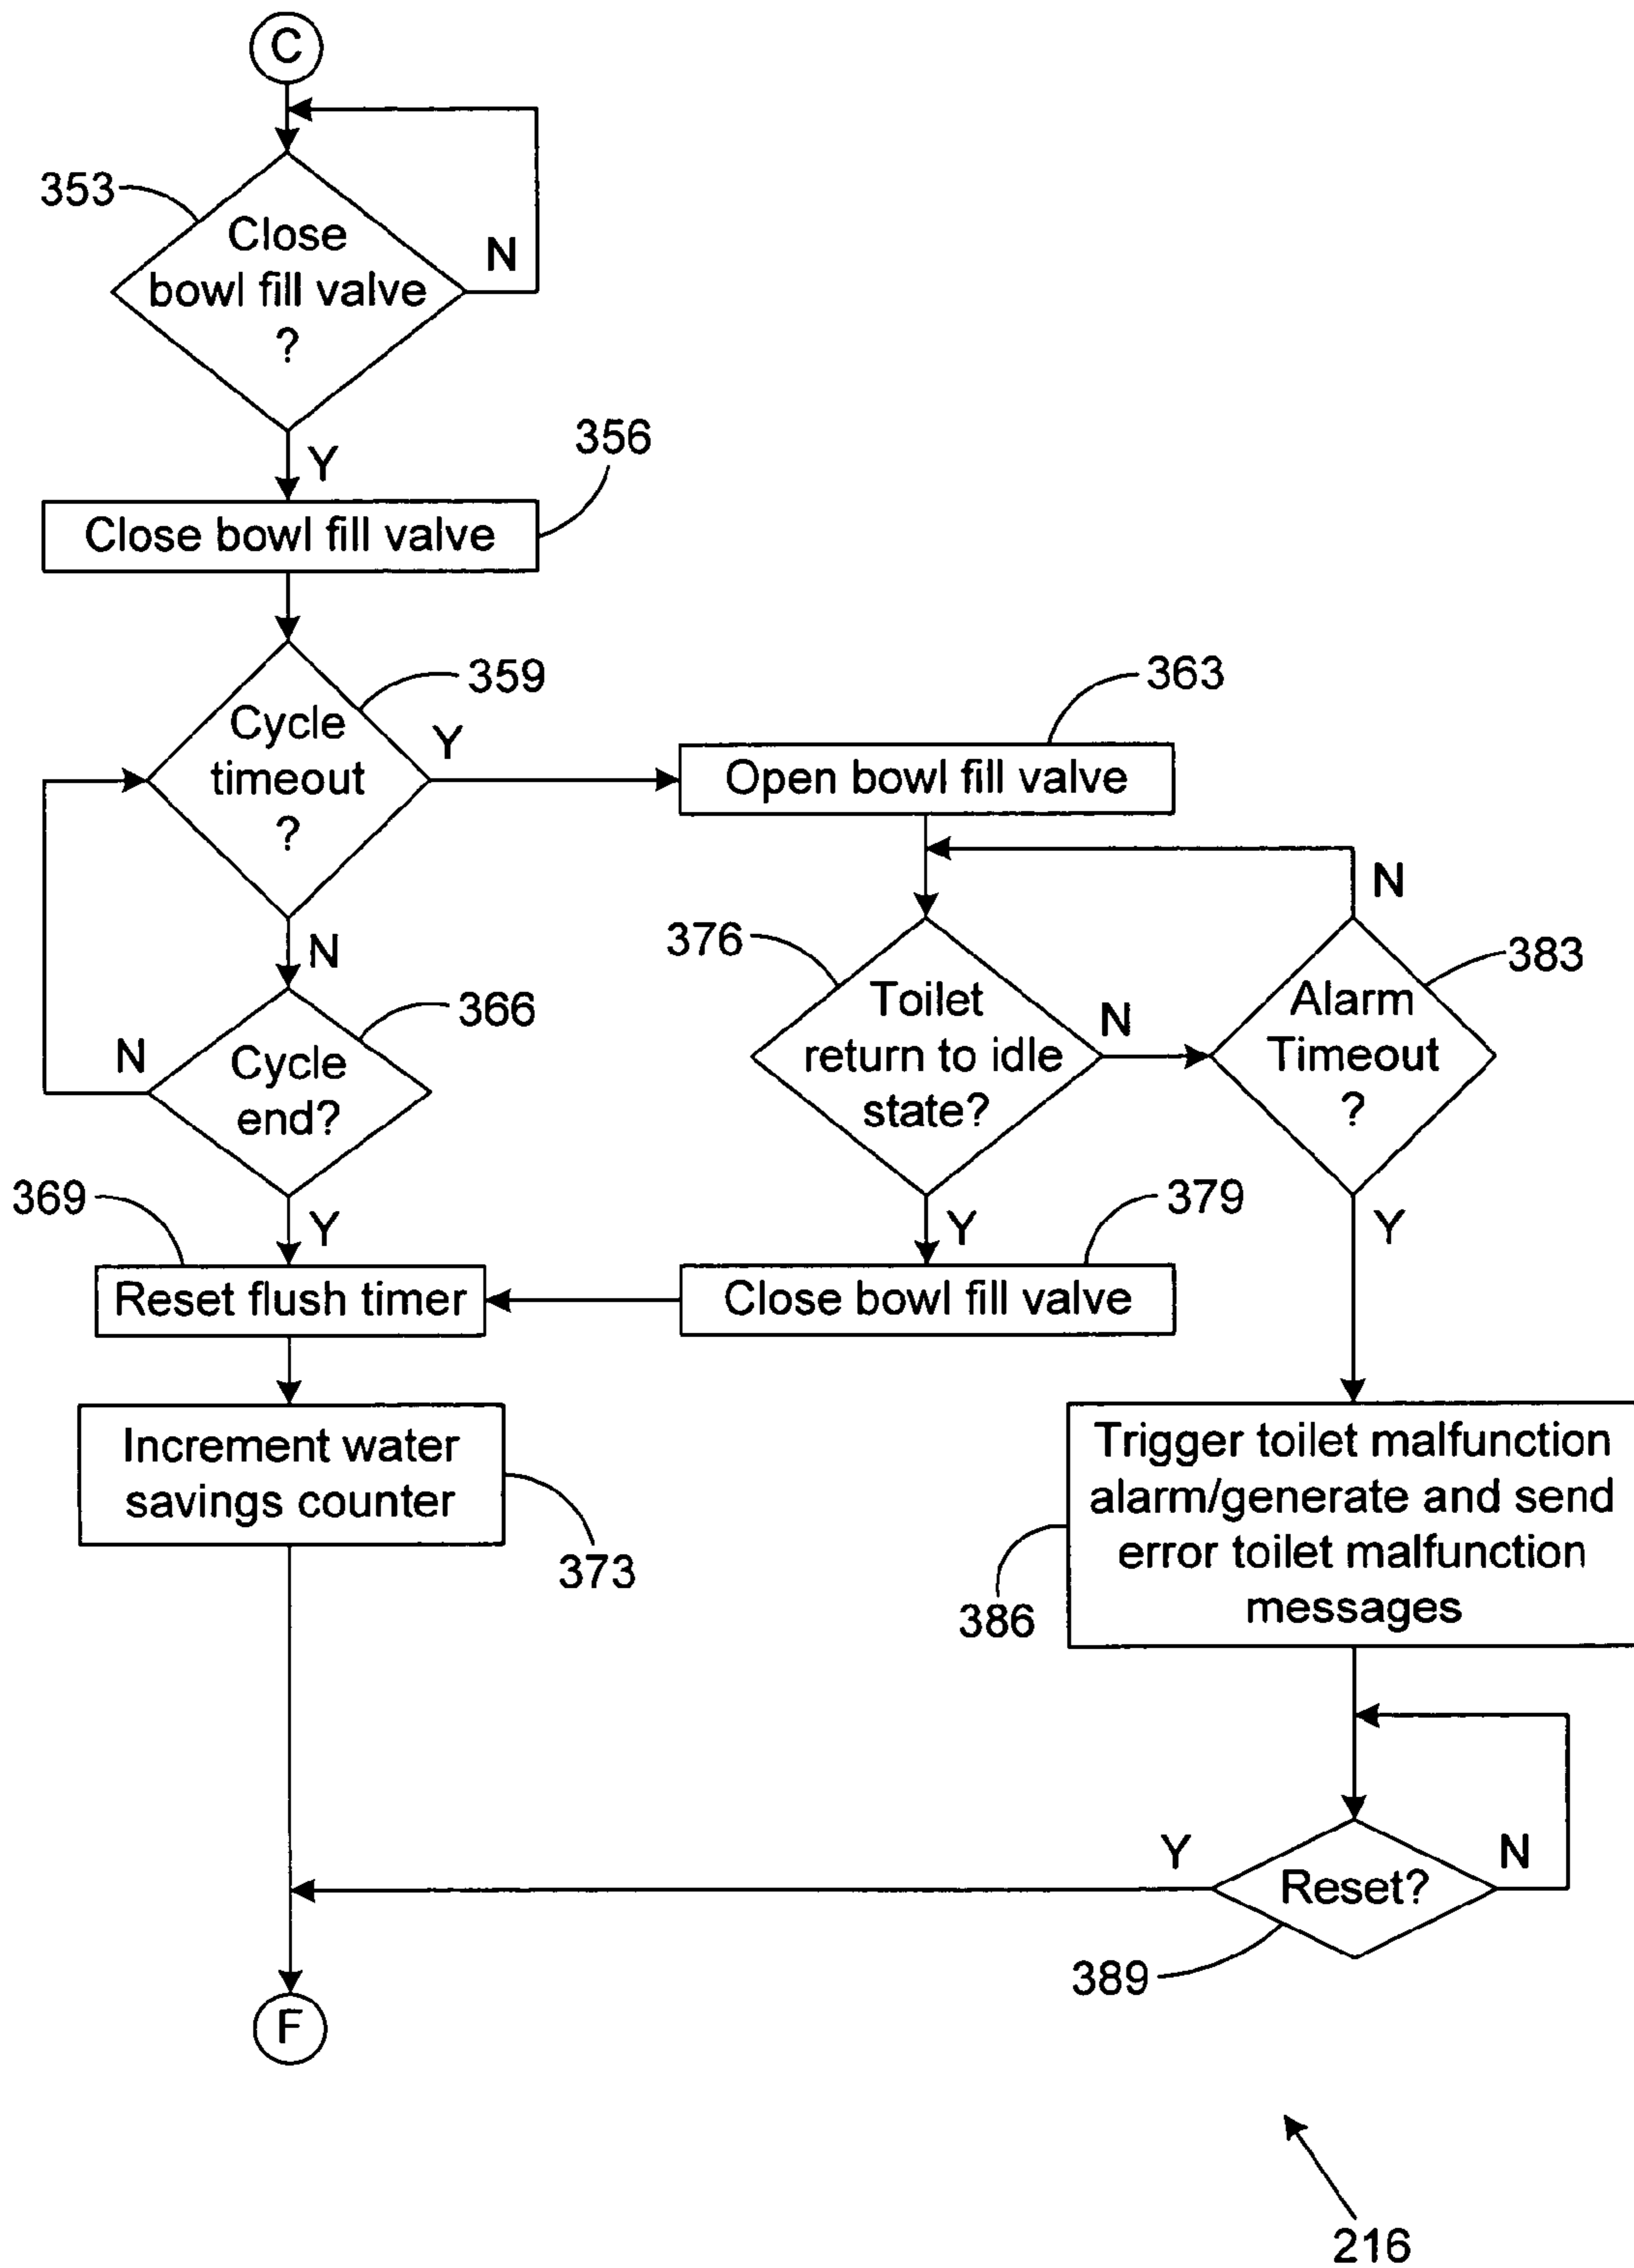 C
353
Close
bowl fill valve
?
N
Y
356
Close bowl fill valve
359
Cycle
timeout
?
Y
N
363
Open bowl fill valve
366
Cycle
end?
N
Y
376
Toilet
return to idle
state?
N
Y
383
Alarm
Timeout
?
N
Y
369
Reset flush timer
379
Close bowl fill valve
Increment water
savings counter
373
Trigger toilet malfunction
alarm/generate and send
error toilet malfunction
messages
386
Reset?
Y
N
389
F
216